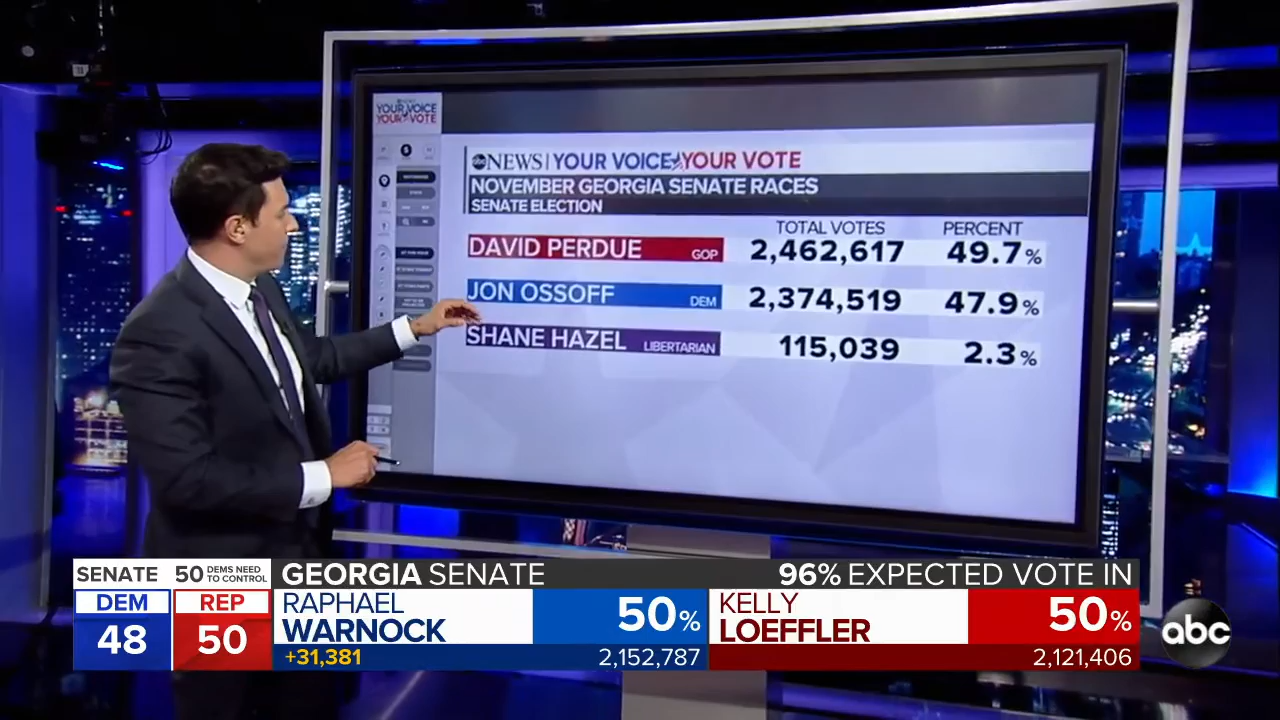 YOUR VOICE
YOUR VOTE
abc NEWS | YOUR VOICE YOUR VOTE
NOVEMBER GEORGIA SENATE RACES
SENATE ELECTION
TOTAL VOTES PERCENT
DAVID PERDUE GOP 2,462,617 49.7%
JON OSSOFF DEM 2,374,519 47.9%
SHANE HAZEL LIBERTARIAN 115,039 2.3%
SENATE 50 DEMS NEED TO CONTROL
DEM REP
48 50
GEORGIA SENATE 96% EXPECTED VOTE IN
RAPHAEL WARNOCK 50%
+31,381 2,152,787
KELLY LOEFFLER 50%
2,121,406
abc